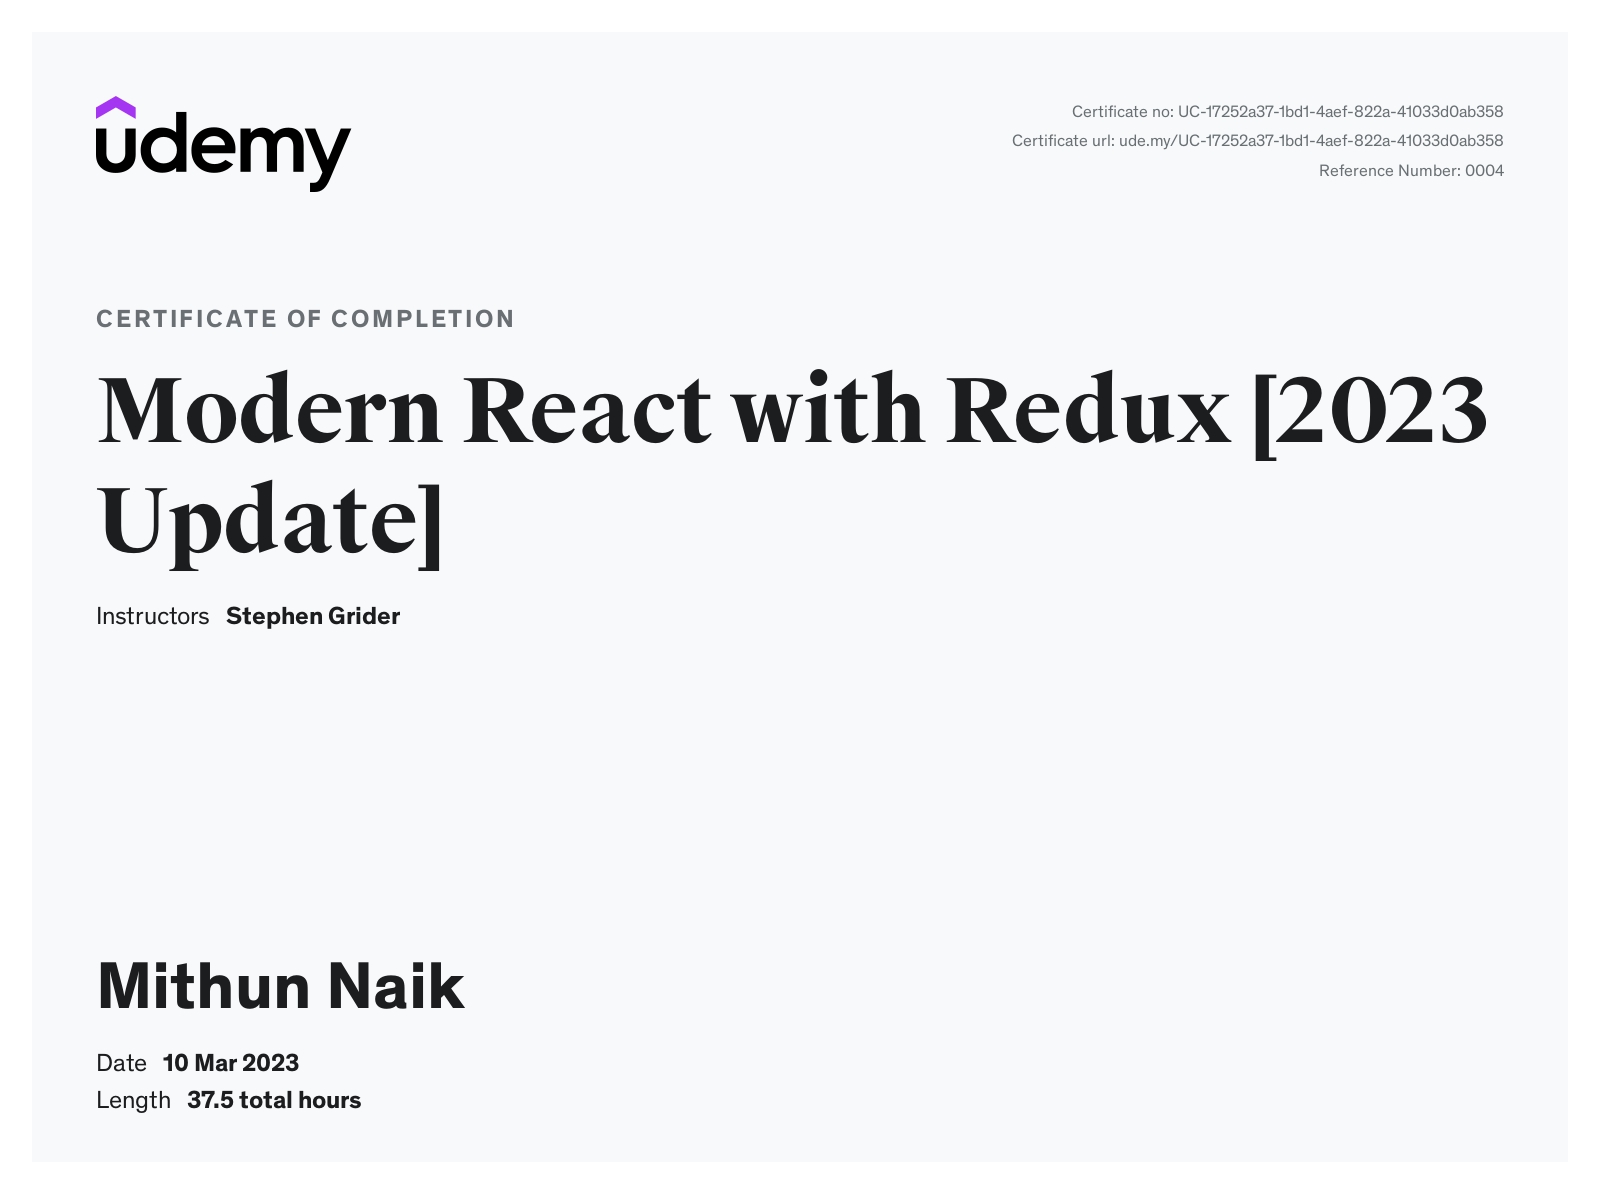 udemy
Certificate no: UC-17252a37-1bd1-4aef-822a-41033d0ab358
Certificate url: ude.my/UC-17252a37-1bd1-4aef-822a-41033d0ab358
Reference Number: 0004
CERTIFICATE OF COMPLETION
Modern React with Redux [2023
Update]
Instructors Stephen Grider
Mithun Naik
Date 10 Mar 2023
Length 37.5 total hours